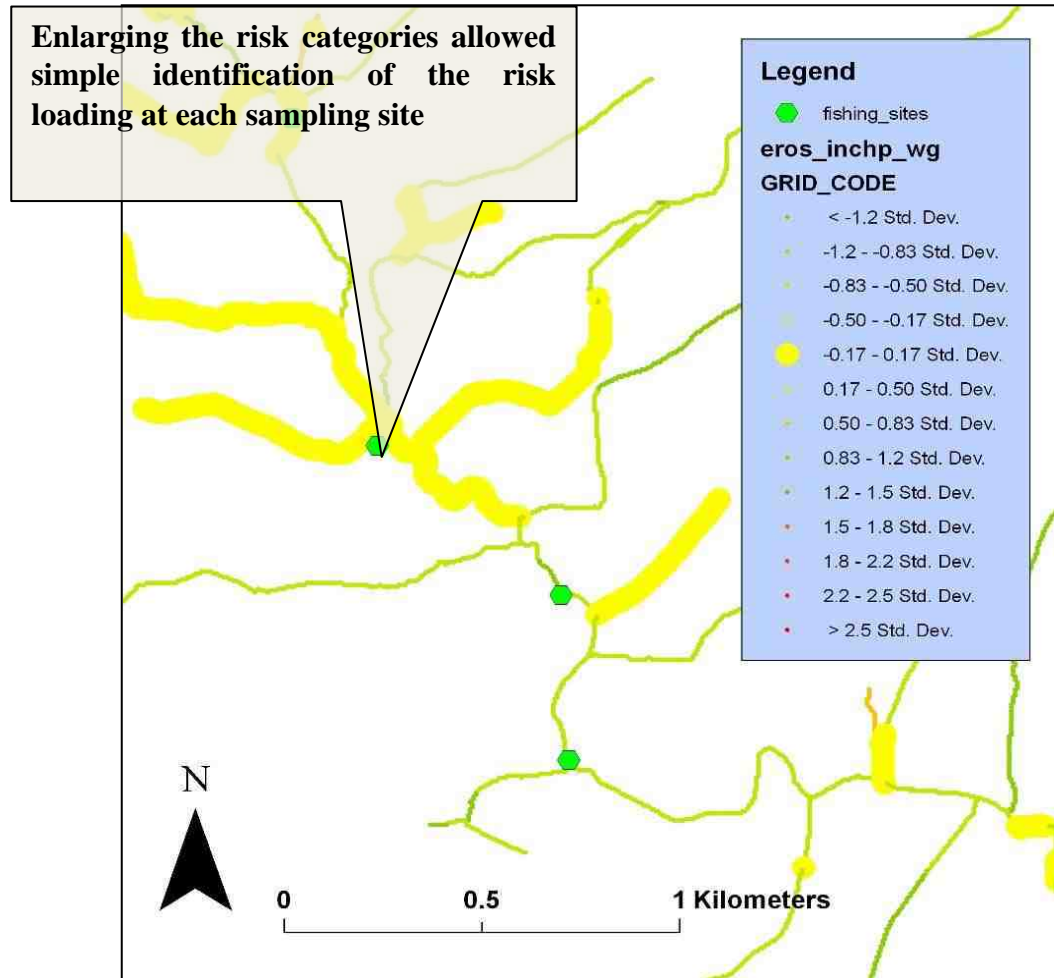 Enlarging the risk categories allowed
simple identification of the risk
loading at each sampling site
Legend
fishing_sites
eros_inchp_wg
GRID_CODE
< -1.2 Std. Dev.
-1.2 - -0.83 Std. Dev.
-0.83 - -0.50 Std. Dev.
-0.50 - -0.17 Std. Dev.
-0.17 - 0.17 Std. Dev.
0.17 - 0.50 Std. Dev.
0.50 - 0.83 Std. Dev.
0.83 - 1.2 Std. Dev.
1.2 - 1.5 Std. Dev.
1.5 - 1.8 Std. Dev.
1.8 - 2.2 Std. Dev.
2.2 - 2.5 Std. Dev.
> 2.5 Std. Dev.
N
0 0.5 1 Kilometers